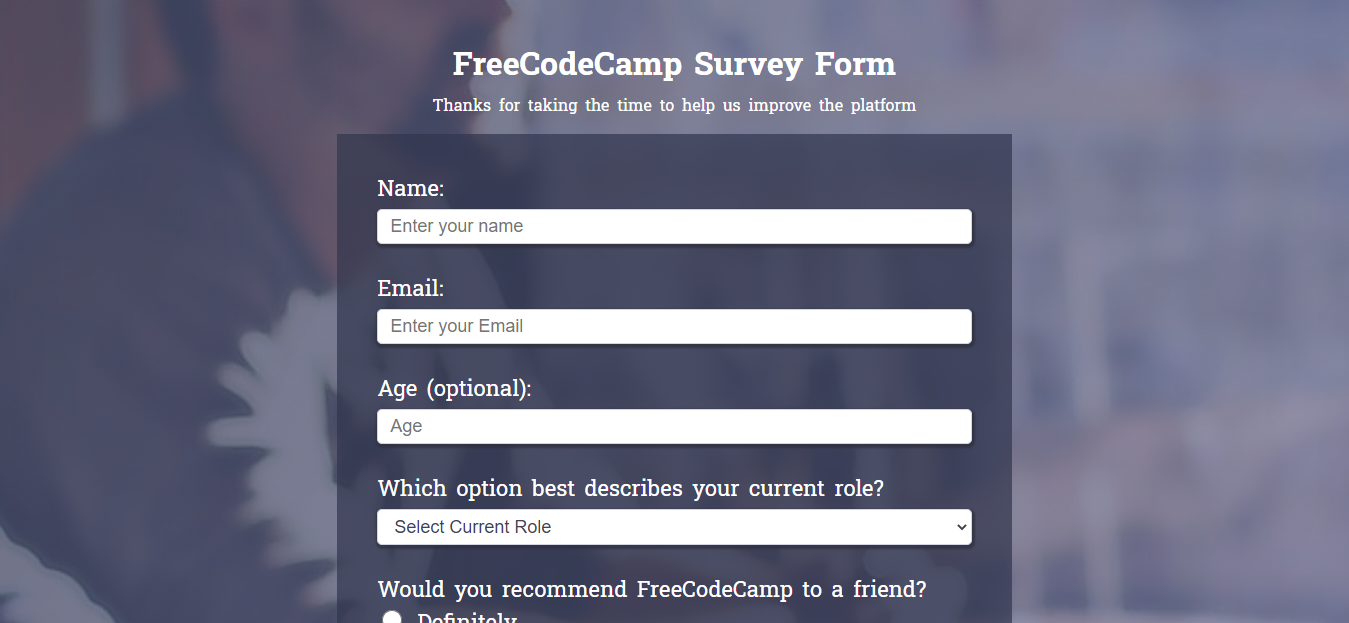 FreeCodeCamp Survey Form
Thanks for taking the time to help us improve the platform
Name:
Enter your name
Email:
Enter your Email
Age (optional):
Age
Which option best describes your current role?
Select Current Role
Would you recommend FreeCodeCamp to a friend?
Definitely